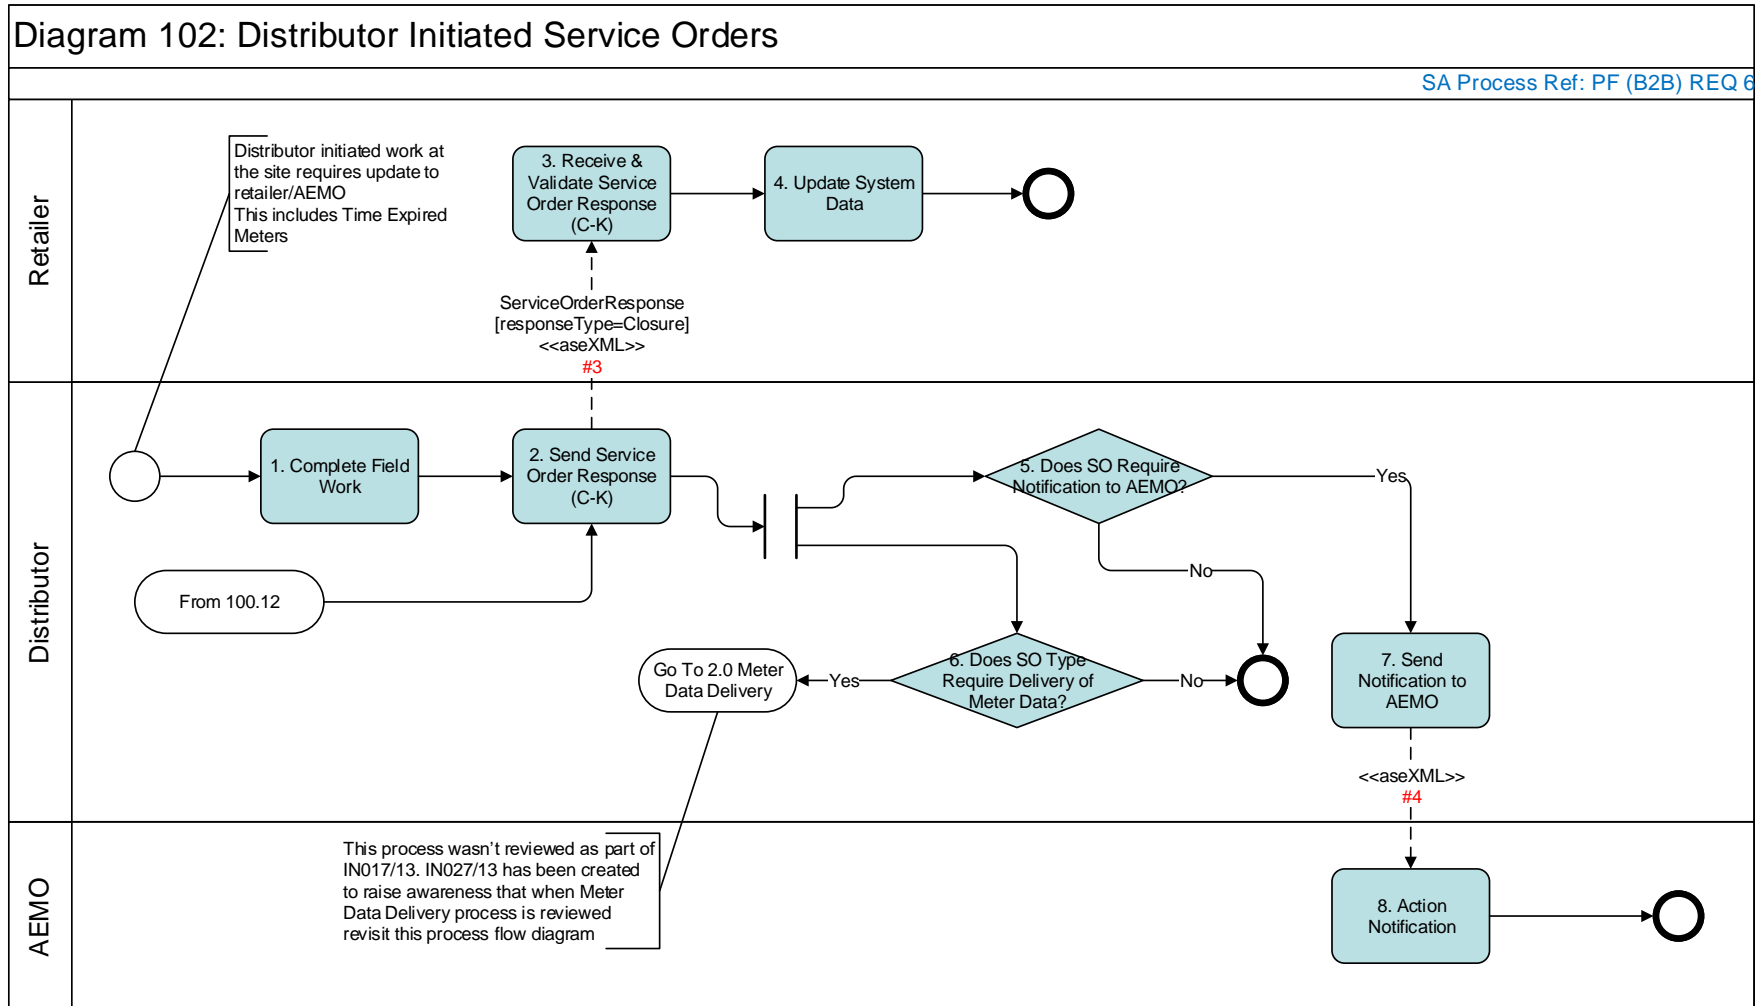 Diagram 102: Distributor Initiated Service Orders
SA Process Ref: PF (B2B) REQ 6
Retailer
Distributor initiated work at
the site requires update to
retailer/AEMO
This includes Time Expired
Meters
3. Receive &
Validate Service
Order Response
(C-K)
4. Update System
Data
ServiceOrderResponse
[responseType=Closure]
<<aseXML>>
#3
Distributor
1. Complete Field
Work
2. Send Service
Order Response
(C-K)
5. Does SO Require
Notification to AEMO?
Yes
No
From 100.12
Go To 2.0 Meter
Data Delivery
Yes
6. Does SO Type
Require Delivery of
Meter Data?
No
7. Send
Notification to
AEMO
<<aseXML>>
#4
AEMO
This process wasn't reviewed as part of
IN017/13. IN027/13 has been created
to raise awareness that when Meter
Data Delivery process is reviewed
revisit this process flow diagram
8. Action
Notification